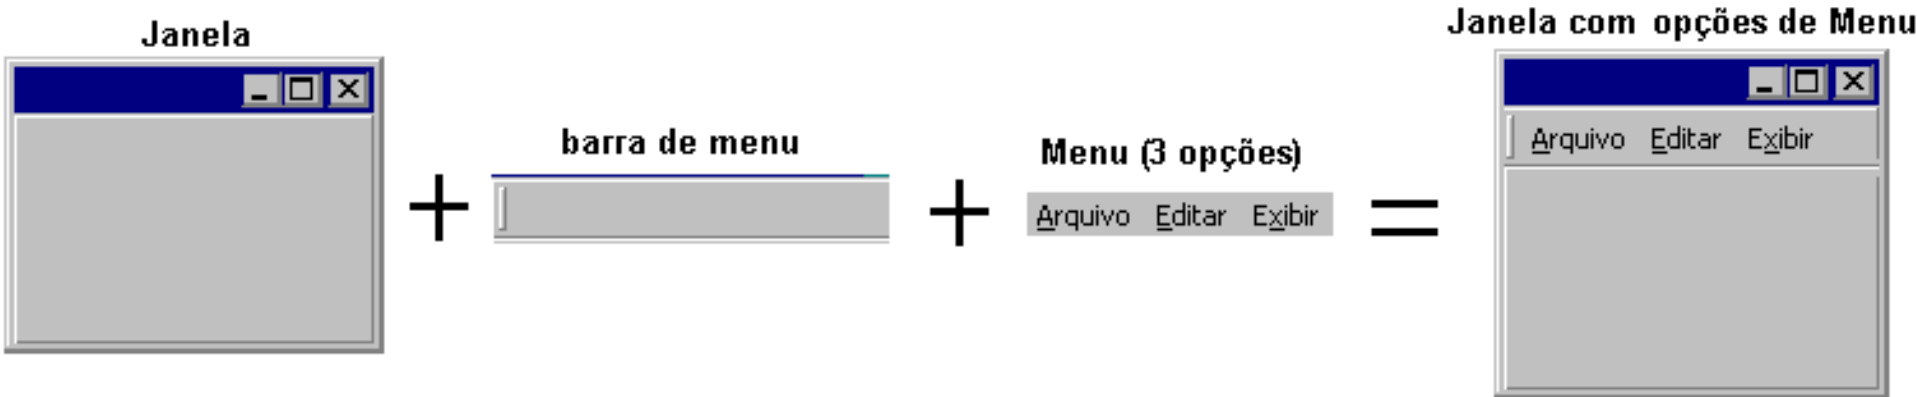 Janela
barra de menu
Menu (3 opções)
Arquivo Editar Exibir
Janela com opções de Menu
Arquivo Editar Exibir